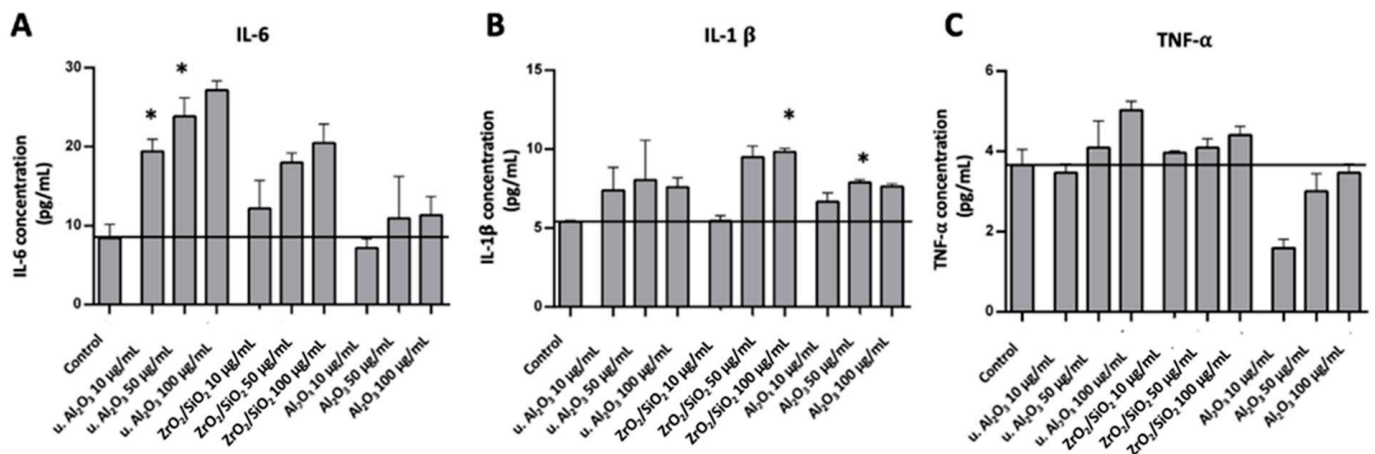 A
IL-6
IL-6 concentration
(pg/mL)
30
20
10
0
*
*
Control
u. Al₂O₃ 10 µg/mL
u. Al₂O₃ 50 µg/mL
u. Al₂O₃ 100 µg/mL
ZrO₂/SiO₂ 10 µg/mL
ZrO₂/SiO₂ 50 µg/mL
ZrO₂/SiO₂ 100 µg/mL
Al₂O₃ 10 µg/mL
Al₂O₃ 50 µg/mL
Al₂O₃ 100 µg/mL
B
IL-1 β
IL-1β concentration
(pg/mL)
15
10
5
0
*
*
Control
u. Al₂O₃ 10 µg/mL
u. Al₂O₃ 50 µg/mL
u. Al₂O₃ 100 µg/mL
ZrO₂/SiO₂ 10 µg/mL
ZrO₂/SiO₂ 50 µg/mL
ZrO₂/SiO₂ 100 µg/mL
Al₂O₃ 10 µg/mL
Al₂O₃ 50 µg/mL
Al₂O₃ 100 µg/mL
C
TNF-α
TNF-α concentration
(pg/mL)
6
4
2
0
Control
u. Al₂O₃ 10 µg/mL
u. Al₂O₃ 50 µg/mL
u. Al₂O₃ 100 µg/mL
ZrO₂/SiO₂ 10 µg/mL
ZrO₂/SiO₂ 50 µg/mL
ZrO₂/SiO₂ 100 µg/mL
Al₂O₃ 10 µg/mL
Al₂O₃ 50 µg/mL
Al₂O₃ 100 µg/mL